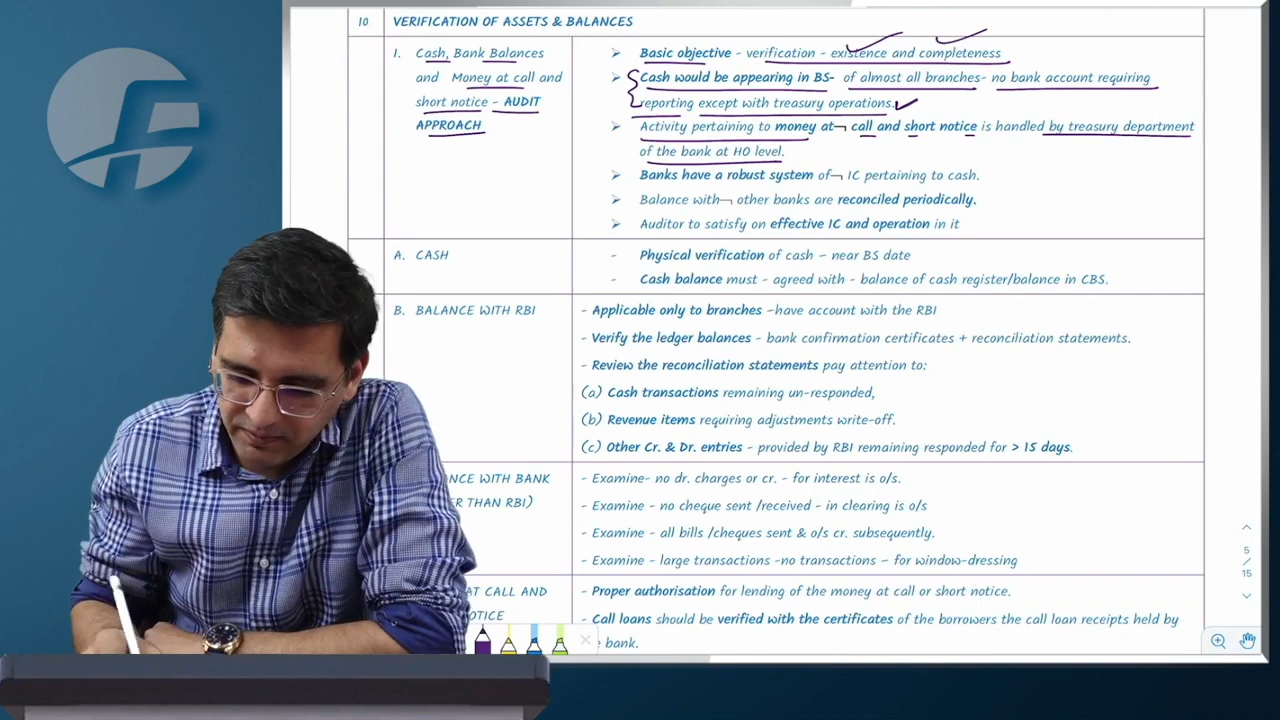 10 VERIFICATION OF ASSETS & BALANCES
1. Cash, Bank Balances and Money at call and short notice - AUDIT APPROACH
➢ Basic objective - verification - existence and completeness
➢ Cash would be appearing in BS- of almost all branches- no bank account requiring
reporting except with treasury operations.
➢ Activity pertaining to money at¬ call and short notice is handled by treasury department
of the bank at HO level.
➢ Banks have a robust system of¬ IC pertaining to cash.
➢ Balance with¬ other banks are reconciled periodically.
➢ Auditor to satisfy on effective IC and operation in it
A. CASH
- Physical verification of cash – near BS date
- Cash balance must - agreed with - balance of cash register/balance in CBS.
B. BALANCE WITH RBI
- Applicable only to branches –have account with the RBI
- Verify the ledger balances - bank confirmation certificates + reconciliation statements.
- Review the reconciliation statements pay attention to:
(a) Cash transactions remaining un-responded,
(b) Revenue items requiring adjustments write-off.
(c) Other Cr. & Dr. entries - provided by RBI remaining responded for > 15 days.
NCE WITH BANK
ER THAN RBI)
- Examine- no dr. charges or cr. - for interest is o/s.
- Examine - no cheque sent /received - in clearing is o/s
- Examine - all bills /cheques sent & o/s cr. subsequently.
- Examine - large transactions -no transactions – for window-dressing
AT CALL AND
OTICE
- Proper authorisation for lending of the money at call or short notice.
- Call loans should be verified with the certificates of the borrowers the call loan receipts held by
e bank.
5
/
15